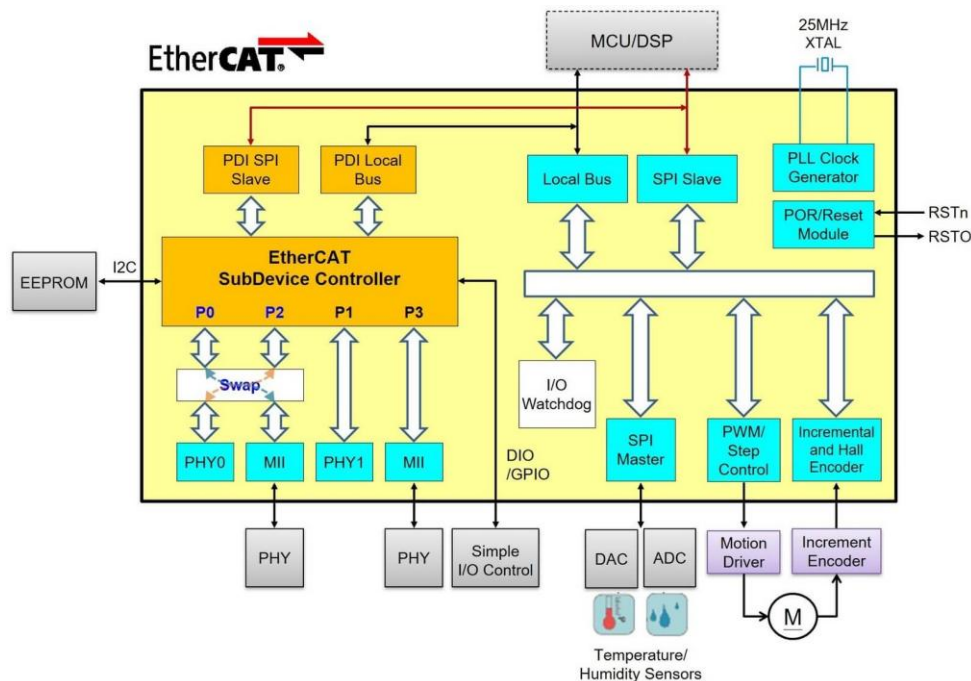 EtherCAT®
MCU/DSP
25MHz
XTAL
PDI SPI
Slave
PDI Local
Bus
Local Bus
SPI Slave
PLL Clock
Generator
POR/Reset
Module
RSTn
RSTO
EEPROM
I2C
EtherCAT
SubDevice Controller
P0
P2
P1
P3
Swap
I/O
Watchdog
PHY0
MII
PHY1
MII
DIO
/GPIO
SPI
Master
PWM/
Step
Control
Incremental
and Hall
Encoder
PHY
PHY
Simple
I/O Control
DAC
ADC
Motion
Driver
Increment
Encoder
M
Temperature/
Humidity Sensors